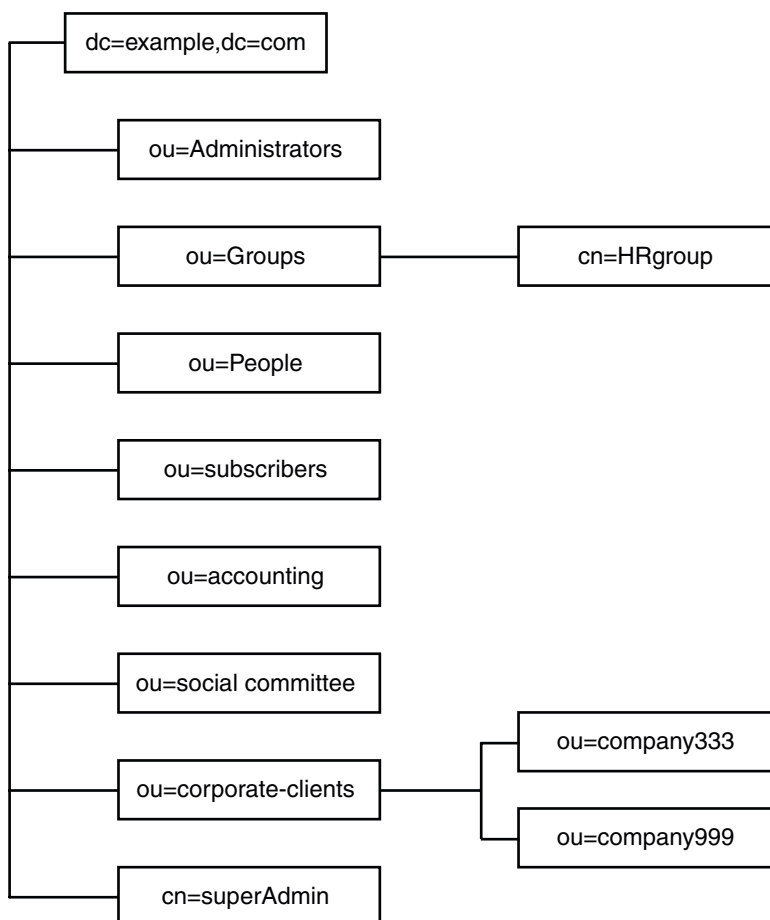 dc=example,dc=com
ou=Administrators
ou=Groups
cn=HRgroup
ou=People
ou=subscribers
ou=accounting
ou=social committee
ou=company333
ou=corporate-clients
ou=company999
cn=superAdmin